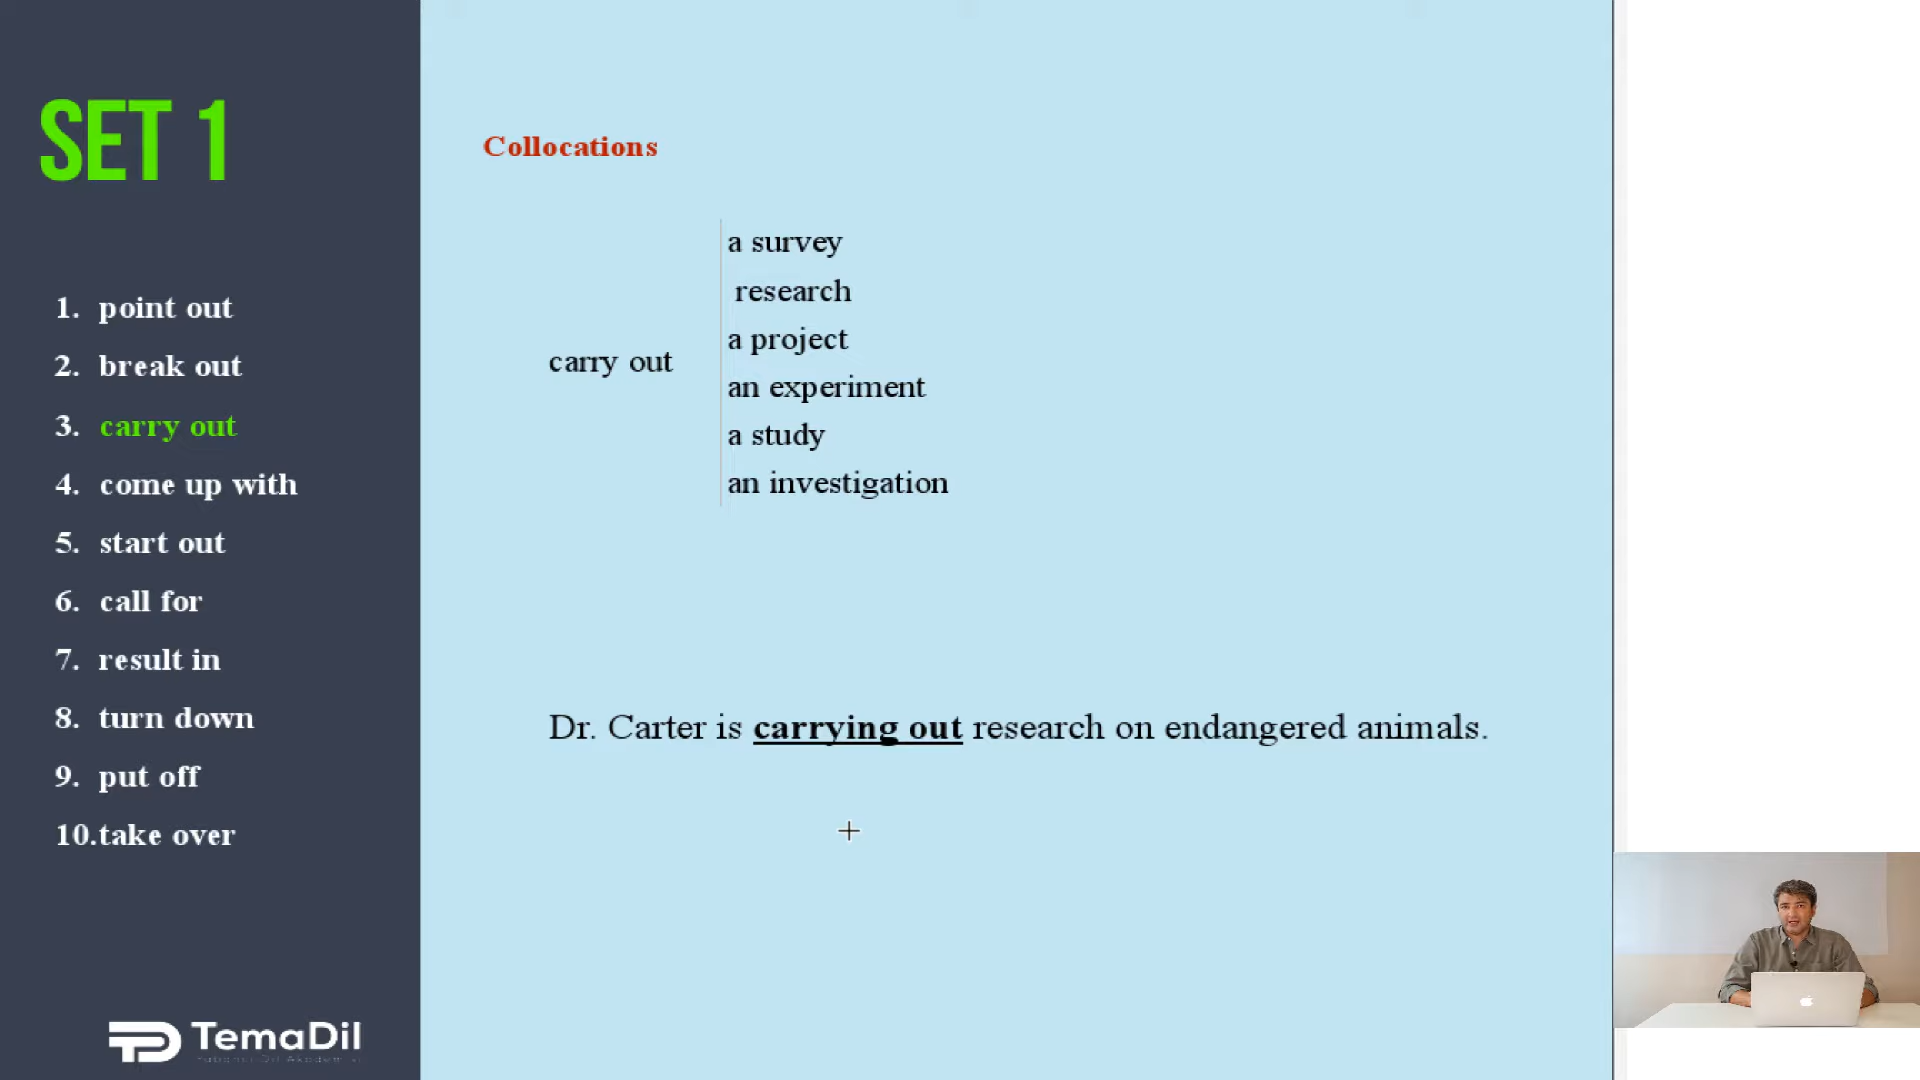 SET 1
1. point out
2. break out
3. carry out
4. come up with
5. start out
6. call for
7. result in
8. turn down
9. put off
10.take over
TemaDil
Collocations
carry out
a survey
research
a project
an experiment
a study
an investigation
Dr. Carter is carrying out research on endangered animals.